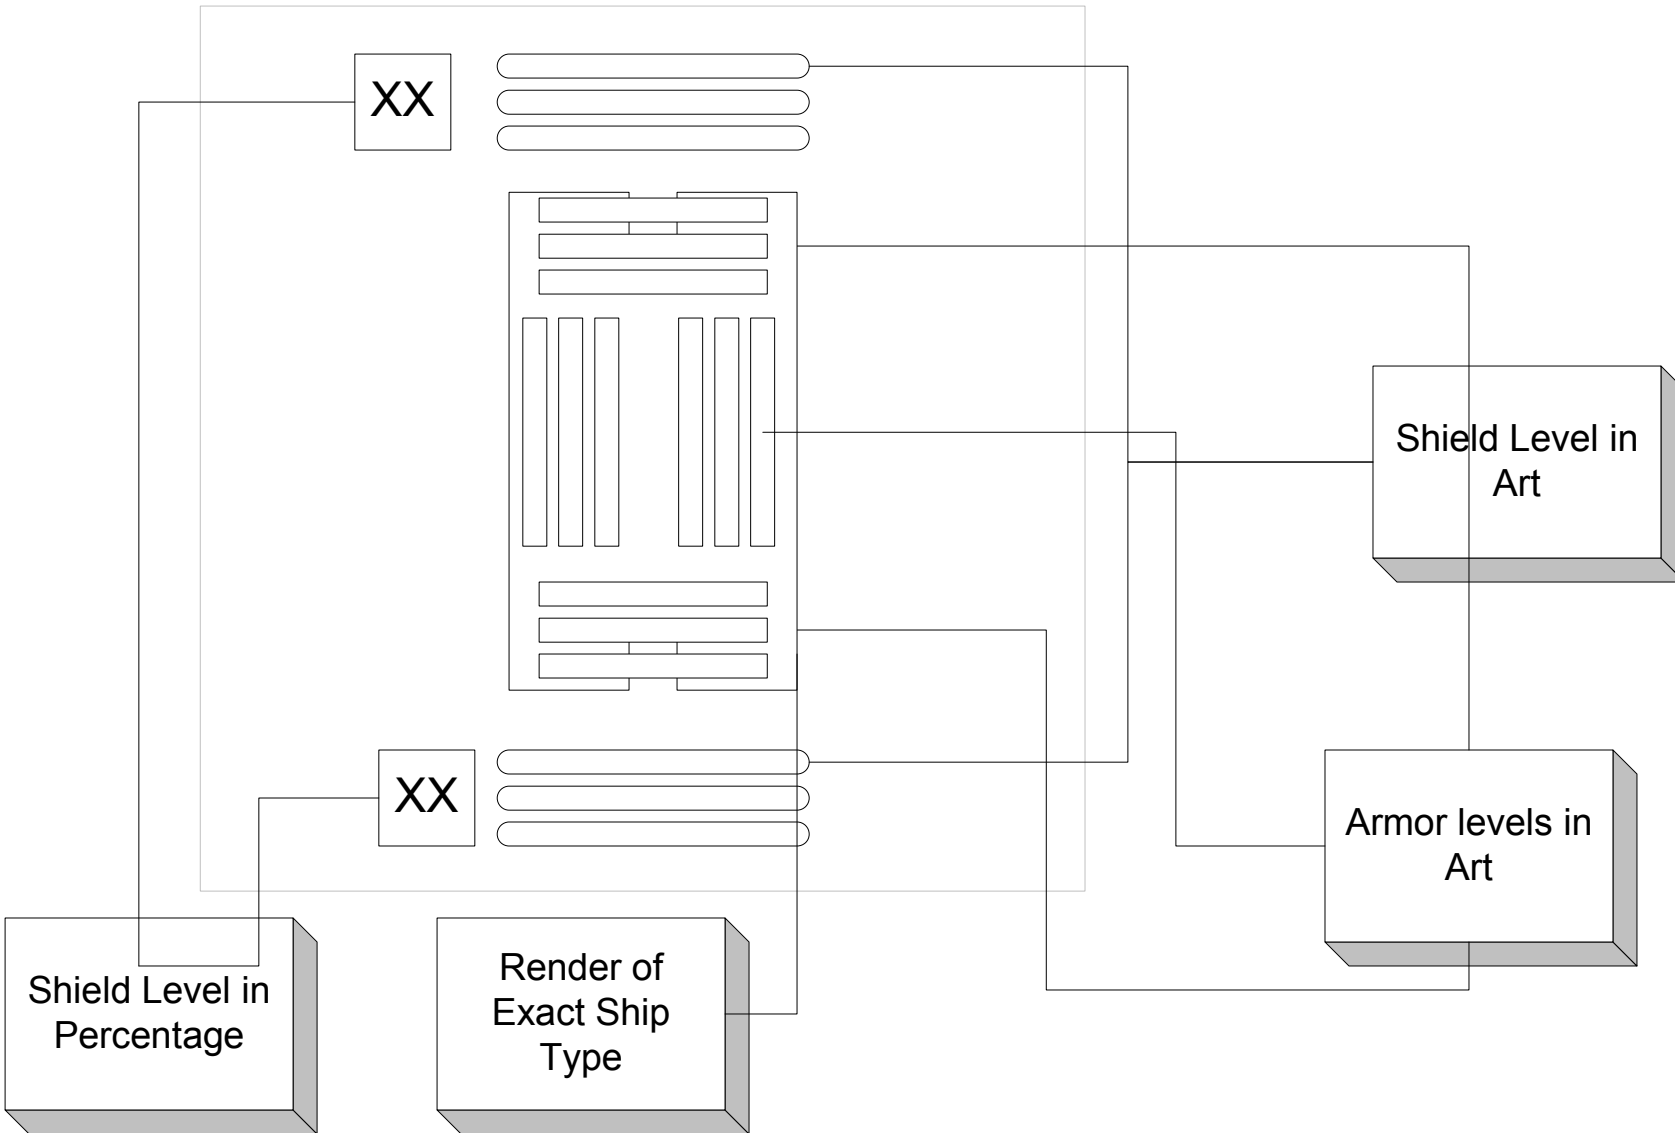 XX
Shield Level in
Art
XX
Armor levels in
Art
Shield Level in
Percentage
Render of
Exact Ship
Type